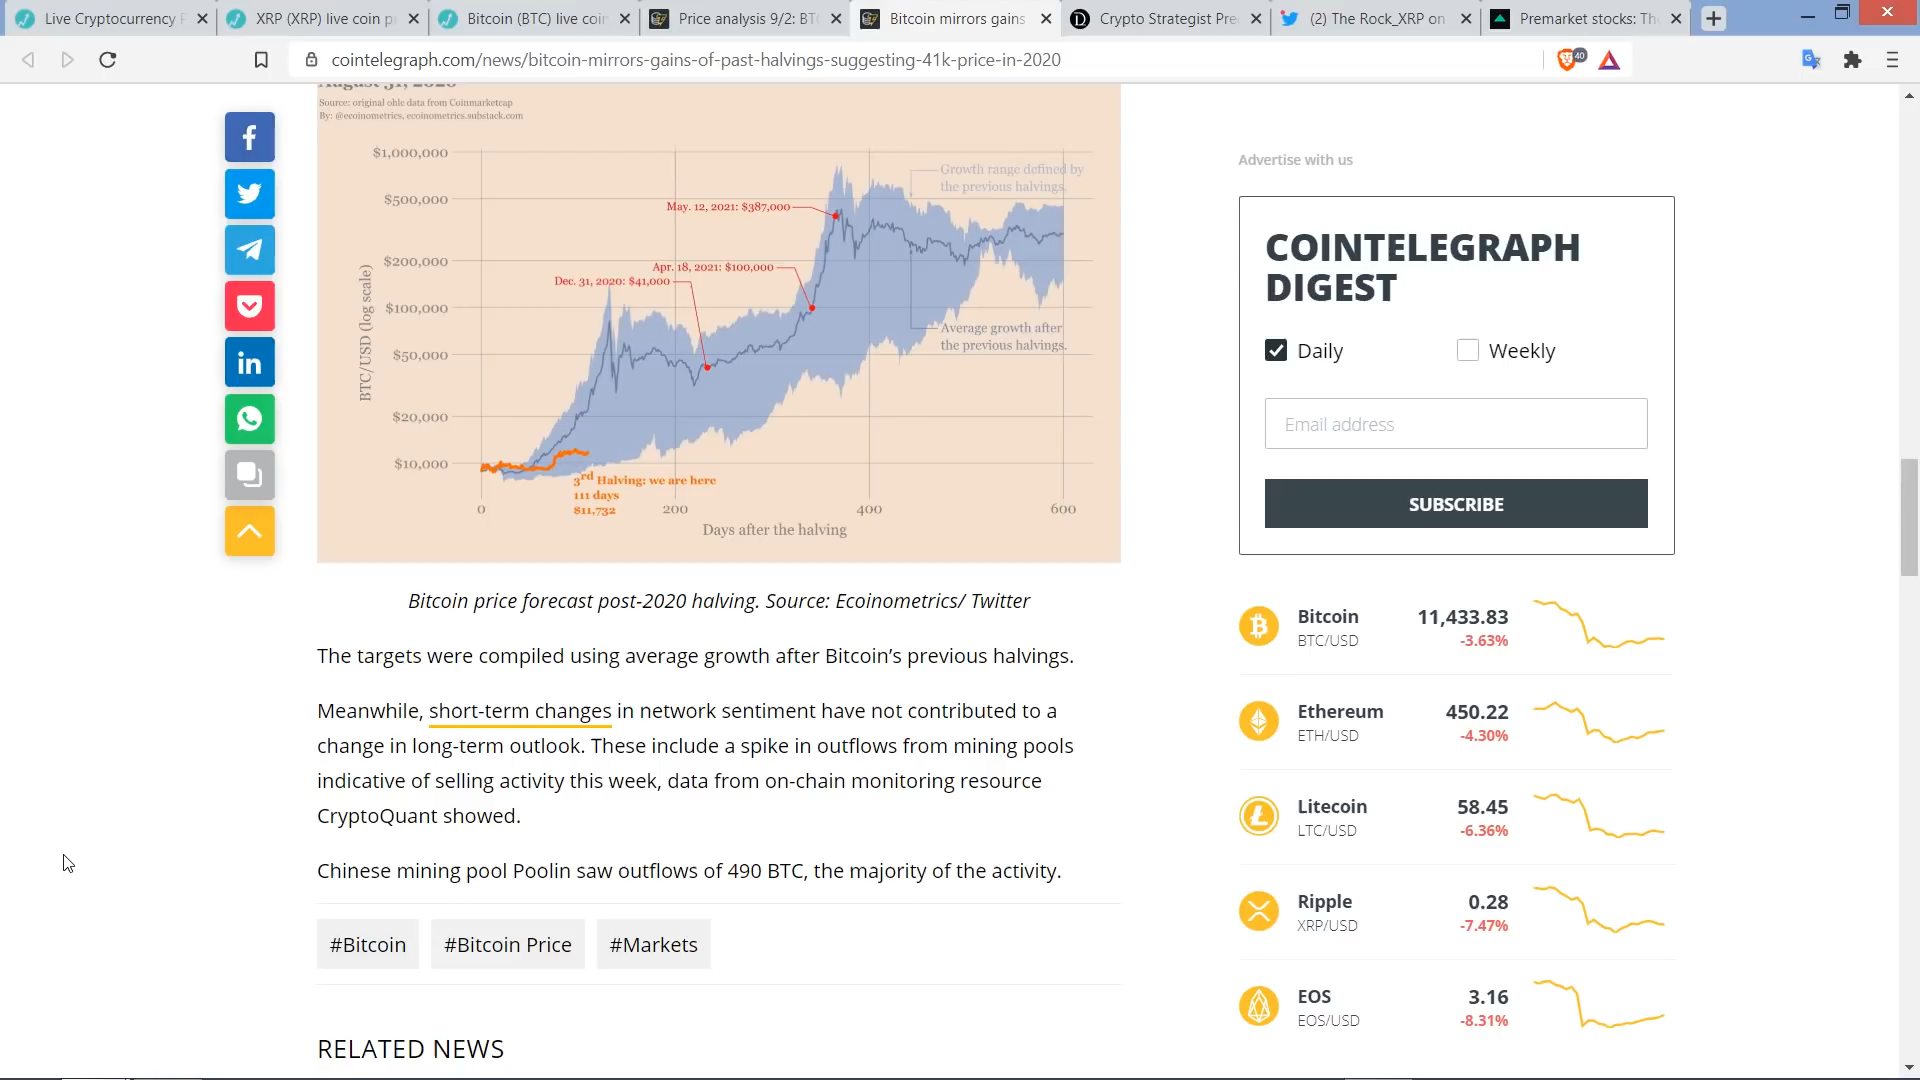 Live Cryptocurrency P
XRP (XRP) live coin p
Bitcoin (BTC) live coin
Price analysis 9/2: BT
Bitcoin mirrors gains
Crypto Strategist Pre
(2) The Rock_XRP on
Premarket stocks: Th
cointelegraph.com/news/bitcoin-mirrors-gains-of-past-halvings-suggesting-41k-price-in-2020
40
August 31, 2020
Source: original ohlc data from Coinmarketcap
By: @ecoinometrics, ecoinometrics.substack.com
$1,000,000
$500,000
$200,000
$100,000
$50,000
$20,000
$10,000
BTC/USD (log scale)
Growth range defined by
the previous halvings.
May. 12, 2021: $387,000
Apr. 18, 2021: $100,000
Dec. 31, 2020: $41,000
Average growth after
the previous halvings.
3rd Halving: we are here
111 days
$11,732
0
200
400
600
Days after the halving
Bitcoin price forecast post-2020 halving. Source: Ecoinometrics/ Twitter
The targets were compiled using average growth after Bitcoin’s previous halvings.
Meanwhile, short-term changes in network sentiment have not contributed to a
change in long-term outlook. These include a spike in outflows from mining pools
indicative of selling activity this week, data from on-chain monitoring resource
CryptoQuant showed.
Chinese mining pool Poolin saw outflows of 490 BTC, the majority of the activity.
#Bitcoin
#Bitcoin Price
#Markets
RELATED NEWS
Advertise with us
COINTELEGRAPH
DIGEST
Daily
Weekly
Email address
SUBSCRIBE
Bitcoin 11,433.83
BTC/USD -3.63%
Ethereum 450.22
ETH/USD -4.30%
Litecoin 58.45
LTC/USD -6.36%
Ripple 0.28
XRP/USD -7.47%
EOS 3.16
EOS/USD -8.31%